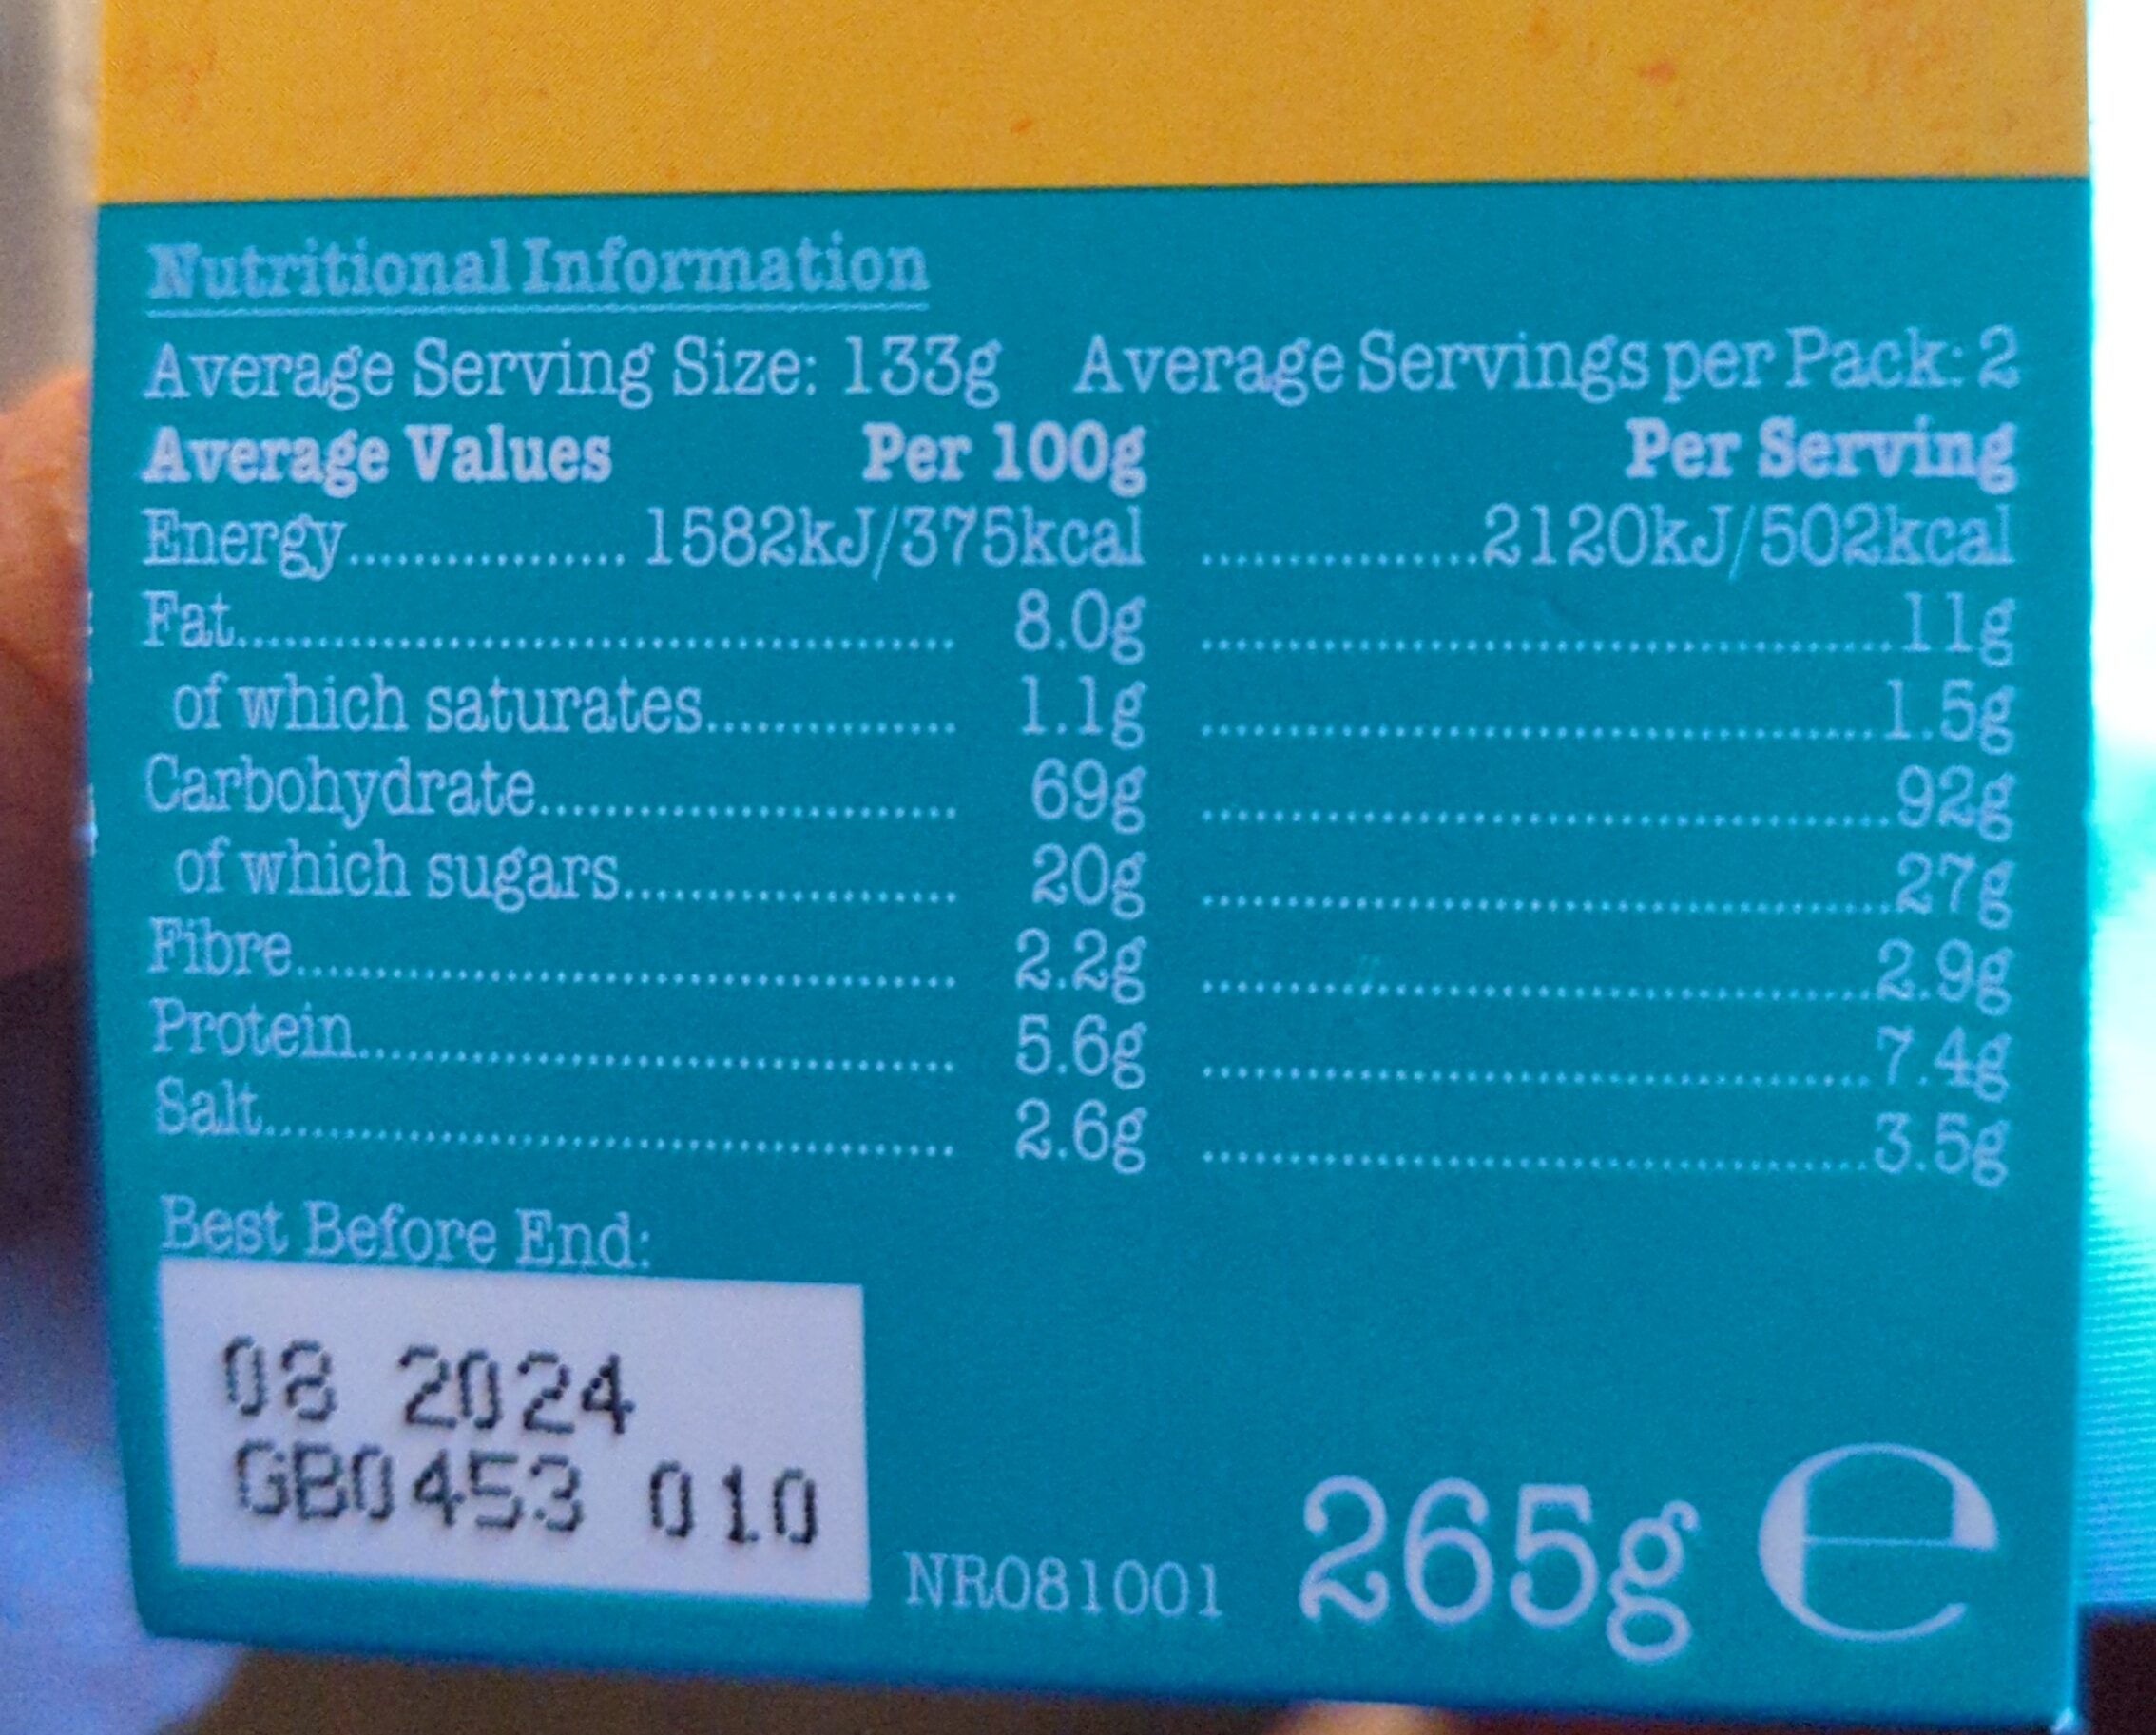 Nutritional Information
Average Serving Size: 133g Average Servings per Pack: 2
Average Values Per 100g Per Serving
Energy................. 1582kJ/375kcal .................2120kJ/502kcal
Fat............................................. 8.0g .............................................11g
of which saturates............... 1.1g .............................................1.5g
Carbohydrate......................... 69g .............................................92g
of which sugars.................... 20g .............................................27g
Fibre......................................... 2.2g .............................................2.9g
Protein..................................... 5.6g .............................................7.4g
Salt........................................... 2.6g .............................................3.5g
Best Before End:
08 2024
GB0453 010
NR081001 265g e